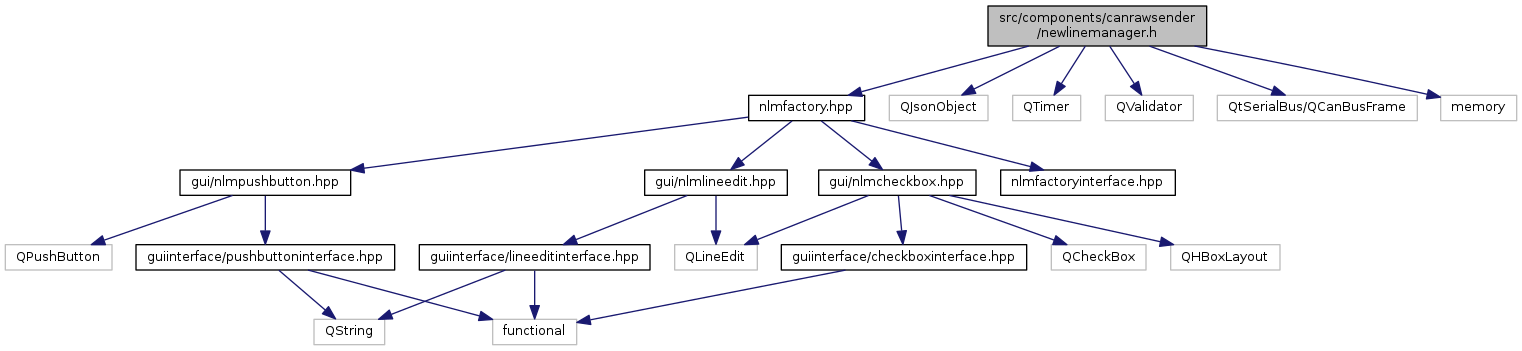 src/components/canrawsender
/newlinemanager.h
nlmfactory.hpp
QJsonObject
QTimer
QValidator
QtSerialBus/QCanBusFrame
memory
gui/nlmpushbutton.hpp
gui/nlmlineedit.hpp
gui/nlmcheckbox.hpp
nlmfactoryinterface.hpp
QPushButton
guiinterface/pushbuttoninterface.hpp
guiinterface/lineeditinterface.hpp
QLineEdit
guiinterface/checkboxinterface.hpp
QCheckBox
QHBoxLayout
QString
functional